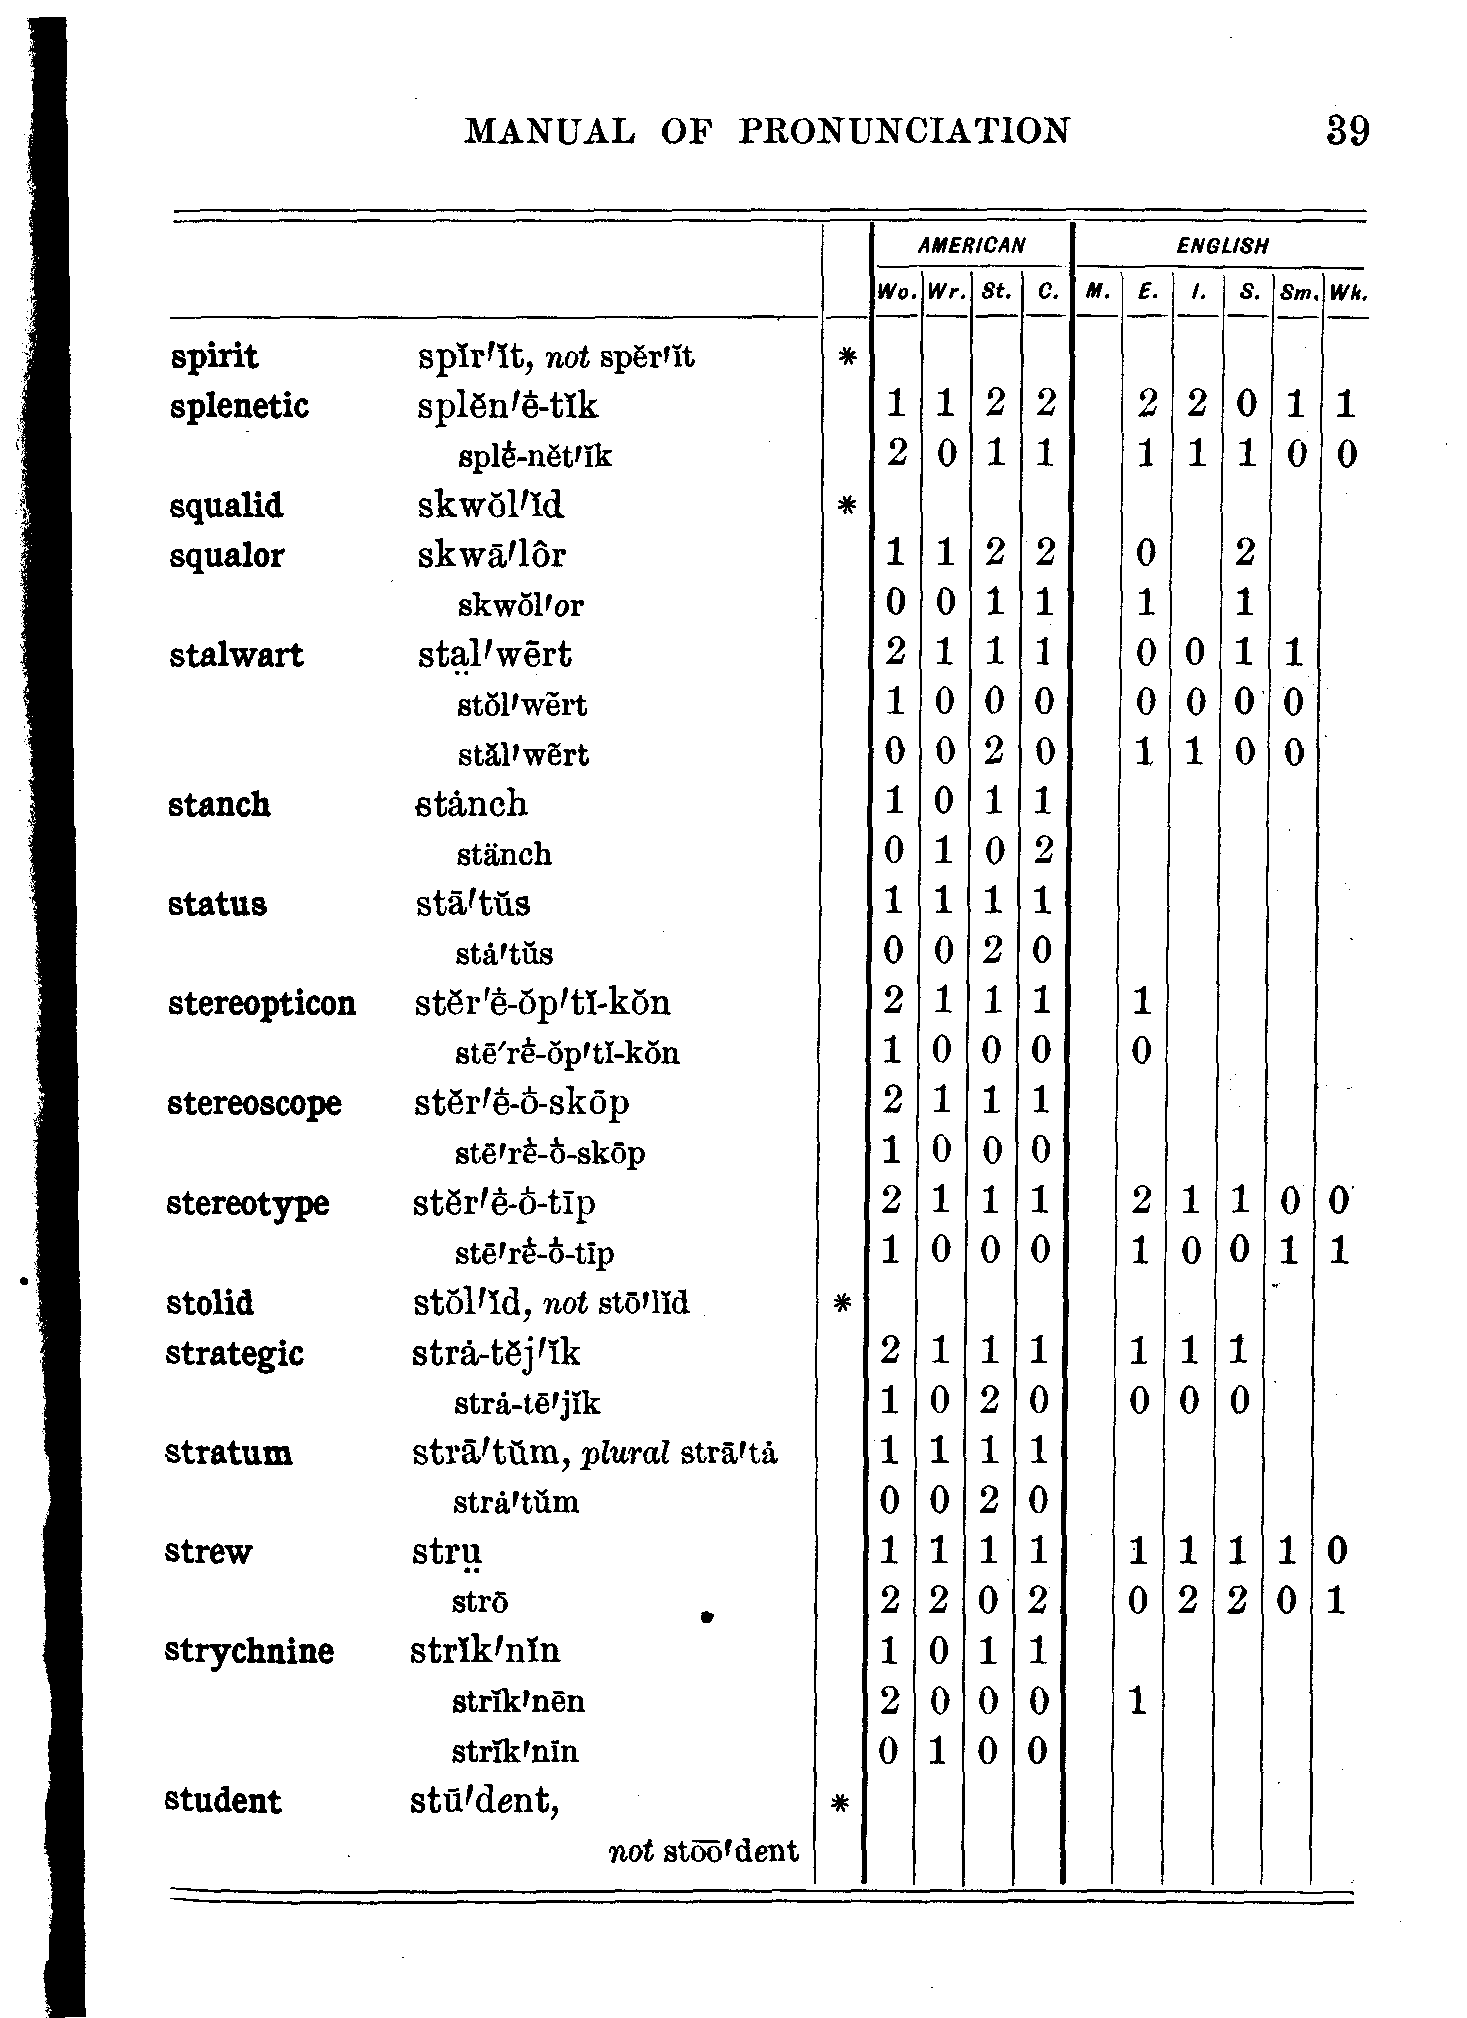 MANUAL OF PRONUNCIATION 39
AMERICAN ENGLISH
Wo. Wr. St. C. M. E. I. S. Sm. Wk.
spirit spĭr′ĭt, not spĕr′ĭt *
splenetic splĕn′ė-tĭk 1 1 2 2 2 2 0 1 1
splė-nĕt′ĭk 2 0 1 1 1 1 1 0 0
squalid skwŏl′ĭd *
squalor skwā′lôr 1 1 2 2 0 2
skwŏl′or 0 0 1 1 1 1
stalwart sta̤l′wẽrt 2 1 1 1 0 0 1 1
stŏl′wẽrt 1 0 0 0 0 0 0 0
stăl′wẽrt 0 0 2 0 1 1 0 0
stanch stȧnch 1 0 1 1
stänch 0 1 0 2
status stā′tŭs 1 1 1 1
stȧ′tŭs 0 0 2 0
stereopticon stĕr′ė-ŏp′tĭ-kŏn 2 1 1 1 1
stē′rė-ŏp′tĭ-kŏn 1 0 0 0 0
stereoscope stĕr′ė-ȯ-skōp 2 1 1 1
stē′rė-ȯ-skōp 1 0 0 0
stereotype stĕr′ė-ȯ-tīp 2 1 1 1 2 1 1 0 0
stē′rė-ȯ-tīp 1 0 0 0 1 0 0 1 1
stolid stŏl′ĭd, not stō′lĭd *
strategic strȧ-tĕj′ĭk 2 1 1 1 1 1 1
strȧ-tē′jĭk 1 0 2 0 0 0 0
stratum strā′tŭm, plural strā′tȧ 1 1 1 1
strȧ′tŭm 0 0 2 0
strew strṳ 1 1 1 1 1 1 1 1 0
strō 2 2 0 2 0 2 2 0 1
strychnine strĭk′nĭn 1 0 1 1
strĭk′nēn 2 0 0 0 1
strĭk′nīn 0 1 0 0
student stū′dent, *
not sto͞o′dent